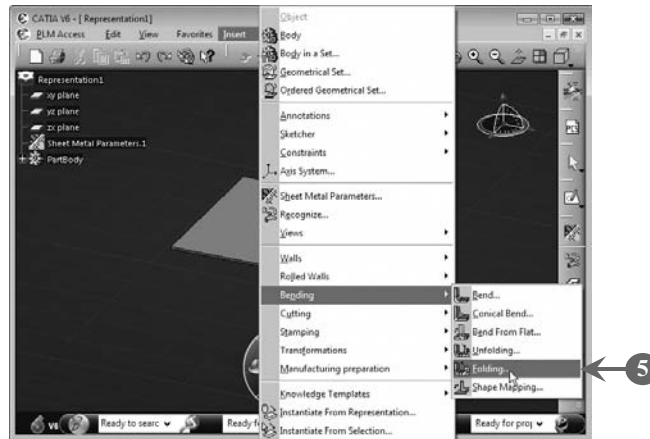 CATIA V6 - [ Representation1]
PLM Access Edit View Favorites Insert
Object
Body
Body in a Set...
Geometrical Set...
Ordered Geometrical Set...
Annotations
Sketcher
Constraints
Axis System...
Sheet Metal Parameters...
Recognize...
Views
Walls
Rolled Walls
Bending
Cutting
Stamping
Transformations
Manufacturing preparation
Knowledge Templates
Instantiate From Representation...
Instantiate From Selection...
Representation1
xy plane
yz plane
zx plane
Sheet Metal Parameters.1
PartBody
Bend...
Conical Bend...
Bend From Flat...
Unfolding...
Folding...
Shape Mapping...
5
PCS
V6 Ready to searc Ready f Ready for proj